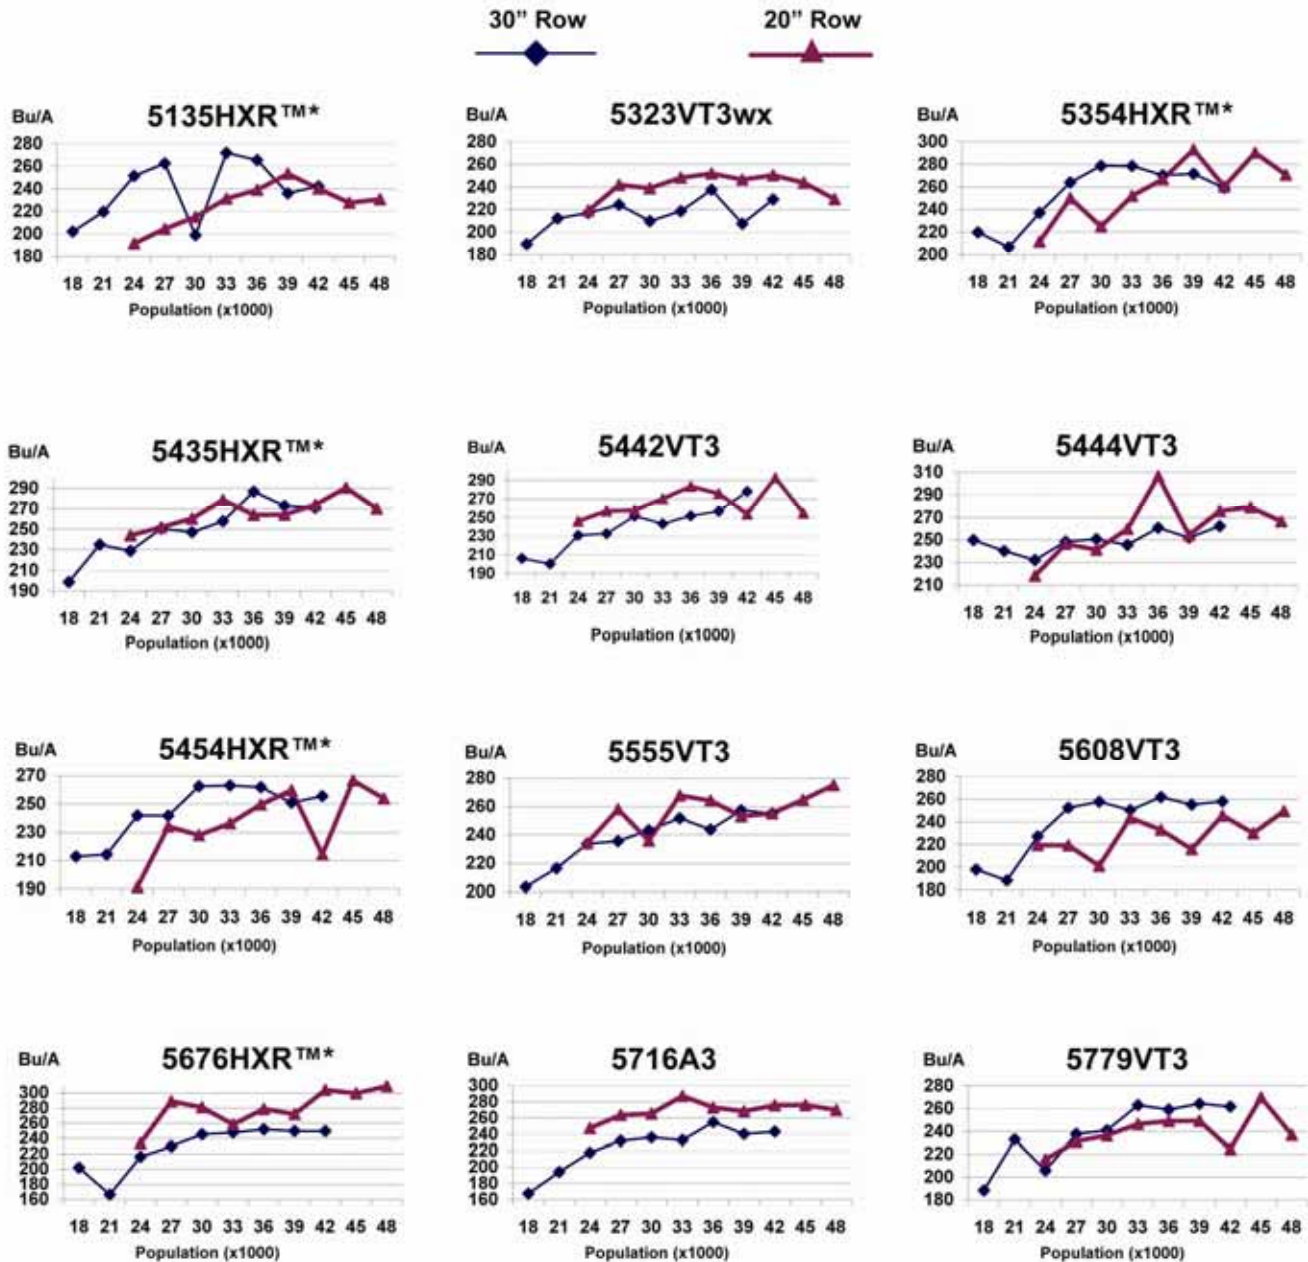 30” Row 20” Row
Bu/A 5135HXR™*
280
260
240
220
200
180
18 21 24 27 30 33 36 39 42 45 48
Population (x1000)
Bu/A 5323VT3wx
280
260
240
220
200
180
18 21 24 27 30 33 36 39 42 45 48
Population (x1000)
Bu/A 5354HXR™*
300
280
260
240
220
200
18 21 24 27 30 33 36 39 42 45 48
Population (x1000)
Bu/A 5435HXR™*
290
270
250
230
210
190
18 21 24 27 30 33 36 39 42 45 48
Population (x1000)
Bu/A 5442VT3
290
270
250
230
210
190
18 21 24 27 30 33 36 39 42 45 48
Population (x1000)
Bu/A 5444VT3
310
290
270
250
230
210
18 21 24 27 30 33 36 39 42 45 48
Population (x1000)
Bu/A 5454HXR™*
270
250
230
210
190
18 21 24 27 30 33 36 39 42 45 48
Population (x1000)
Bu/A 5555VT3
280
260
240
220
200
18 21 24 27 30 33 36 39 42 45 48
Population (x1000)
Bu/A 5608VT3
280
260
240
220
200
180
18 21 24 27 30 33 36 39 42 45 48
Population (x1000)
Bu/A 5676HXR™*
300
280
260
240
220
200
180
160
18 21 24 27 30 33 36 39 42 45 48
Population (x1000)
Bu/A 5716A3
300
280
260
240
220
200
180
160
18 21 24 27 30 33 36 39 42 45 48
Population (x1000)
Bu/A 5779VT3
280
260
240
220
200
180
18 21 24 27 30 33 36 39 42 45 48
Population (x1000)